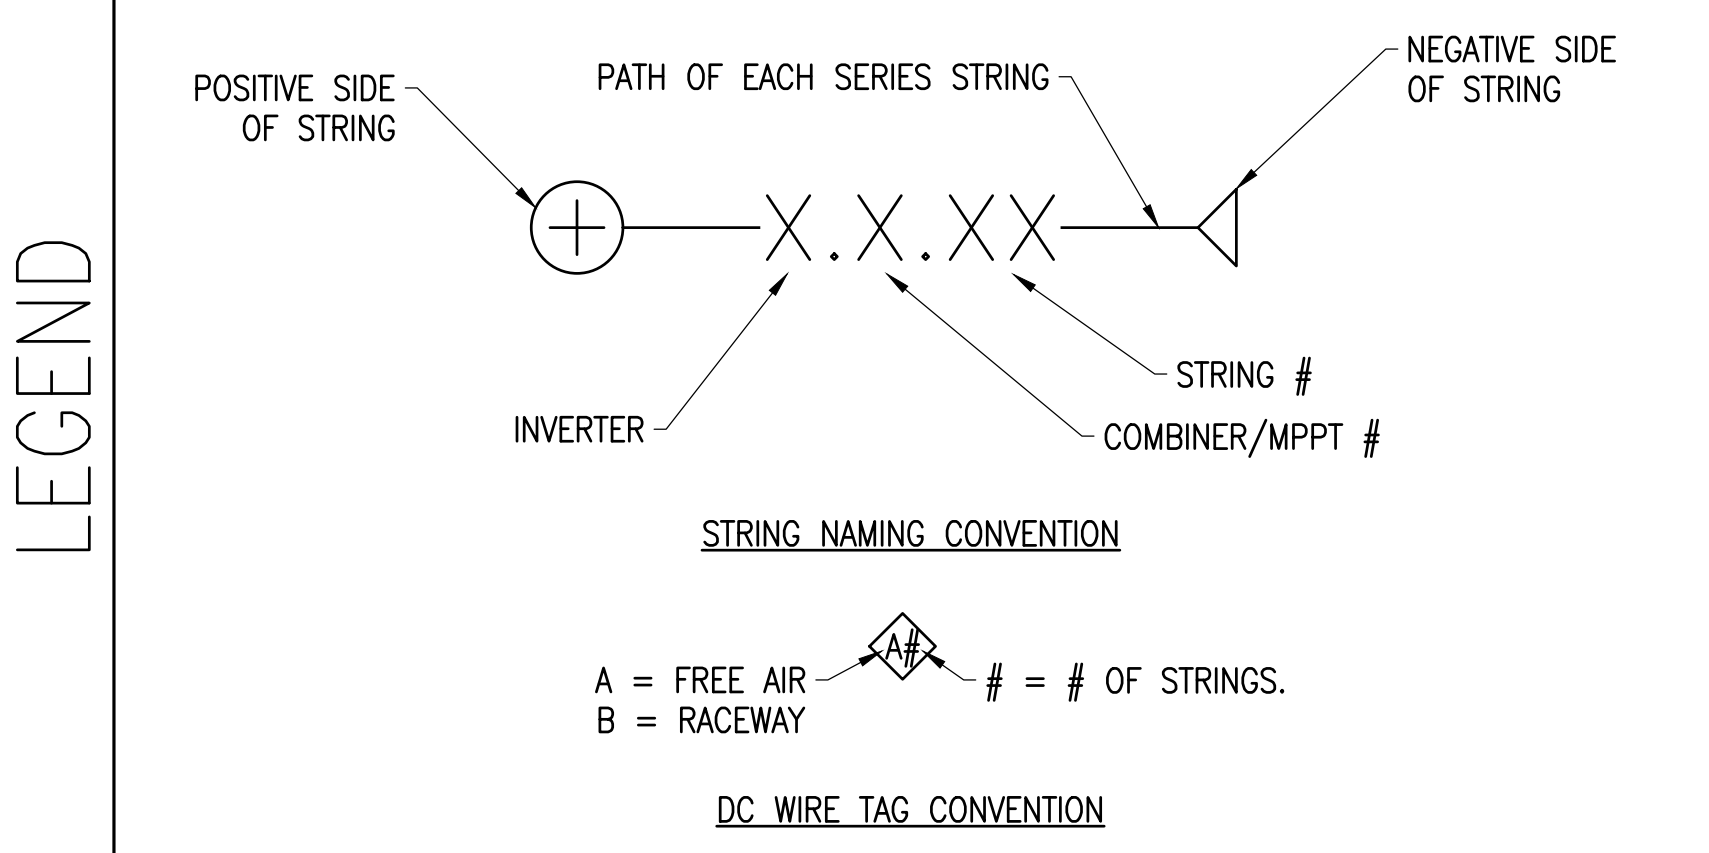 LEGEND
POSITIVE SIDE
OF STRING
PATH OF EACH SERIES STRING
NEGATIVE SIDE
OF STRING
X.X.XX
INVERTER
STRING #
COMBINER/MPPT #
STRING NAMING CONVENTION
A#
A = FREE AIR
B = RACEWAY
# = # OF STRINGS.
DC WIRE TAG CONVENTION